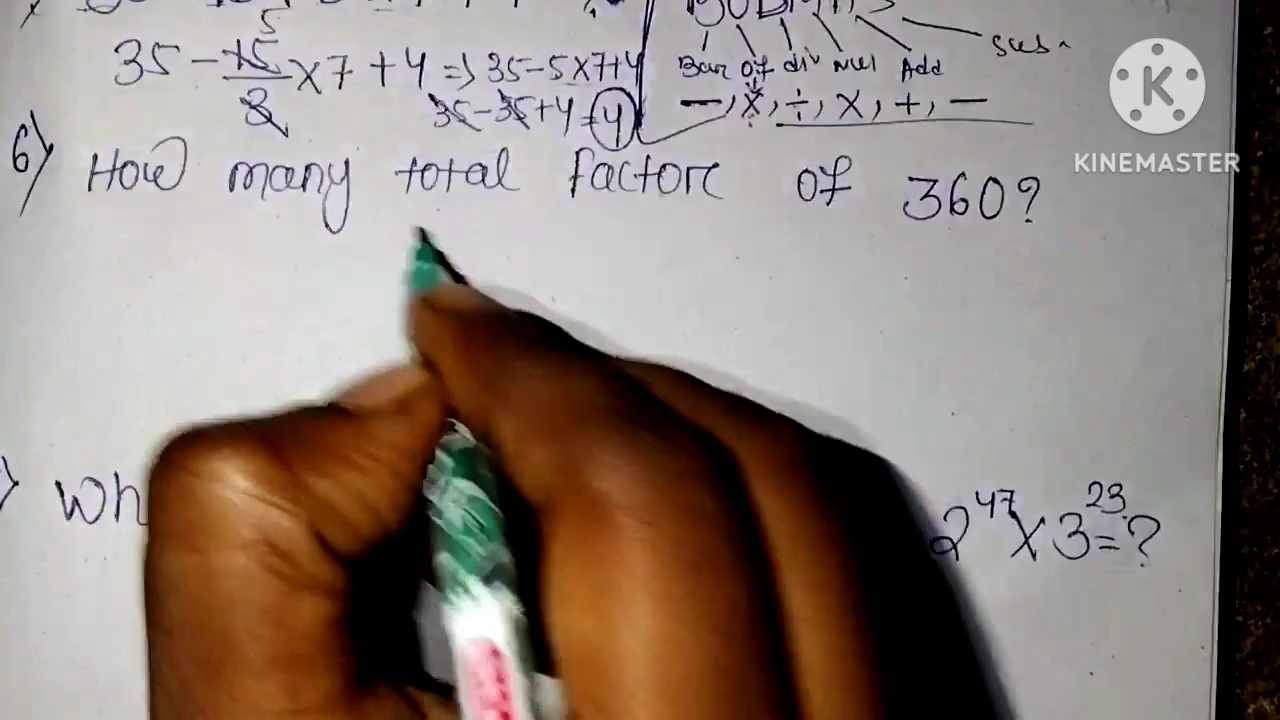 35 - 15/3 x 7 + 4 => 35-5x7+4
5
35-35+4 = 4
Bar of div Mul Add Sub
—, x, ÷, x, +, —
KINEMASTER
6) How many total factore of 360?
Wh
2^47 x 3^23 = ?